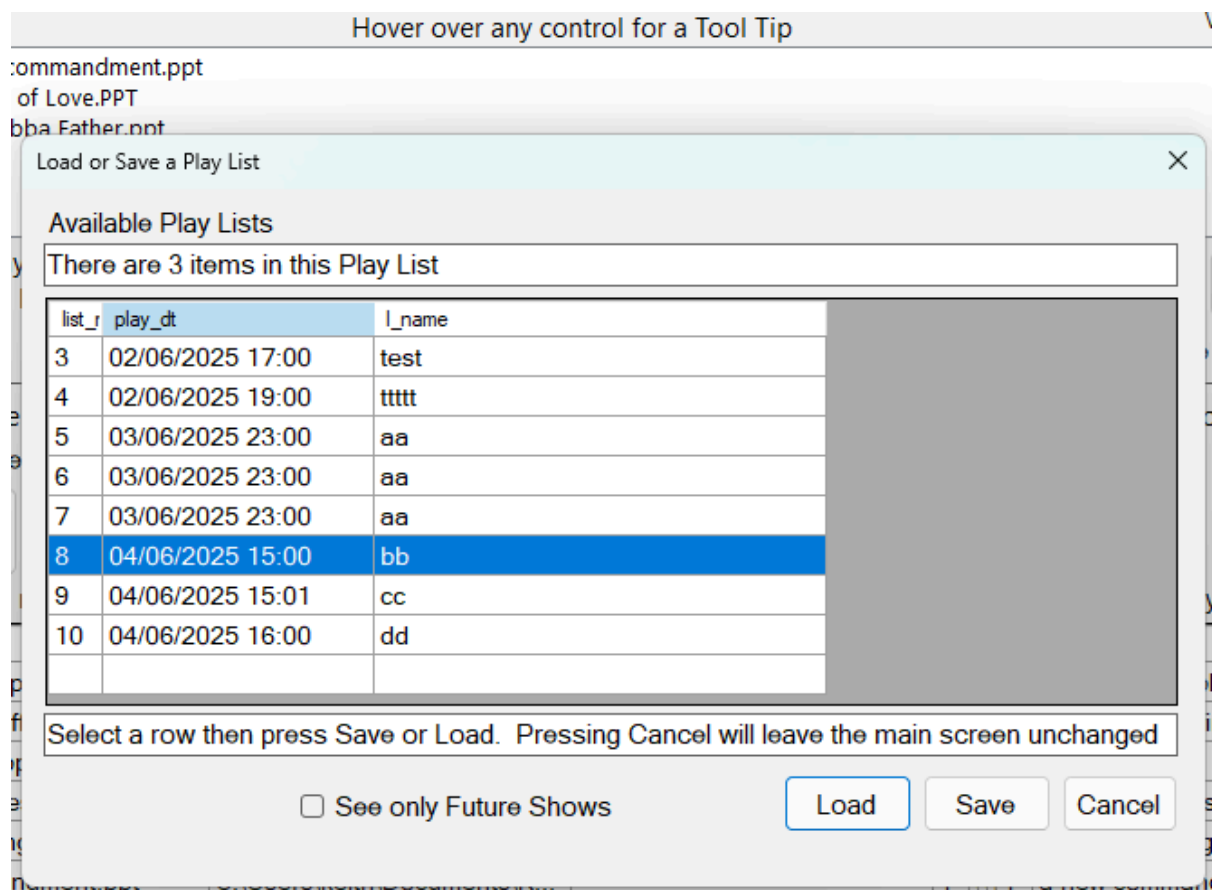 Hover over any control for a Tool Tip
commandment.ppt
of Love.PPT
bba Father.ppt
Load or Save a Play List
Available Play Lists
There are 3 items in this Play List
list_r play_dt l_name
3 02/06/2025 17:00 test
4 02/06/2025 19:00 ttttt
5 03/06/2025 23:00 aa
6 03/06/2025 23:00 aa
7 03/06/2025 23:00 aa
8 04/06/2025 15:00 bb
9 04/06/2025 15:01 cc
10 04/06/2025 16:00 dd
Select a row then press Save or Load. Pressing Cancel will leave the main screen unchanged
See only Future Shows
Load Save Cancel